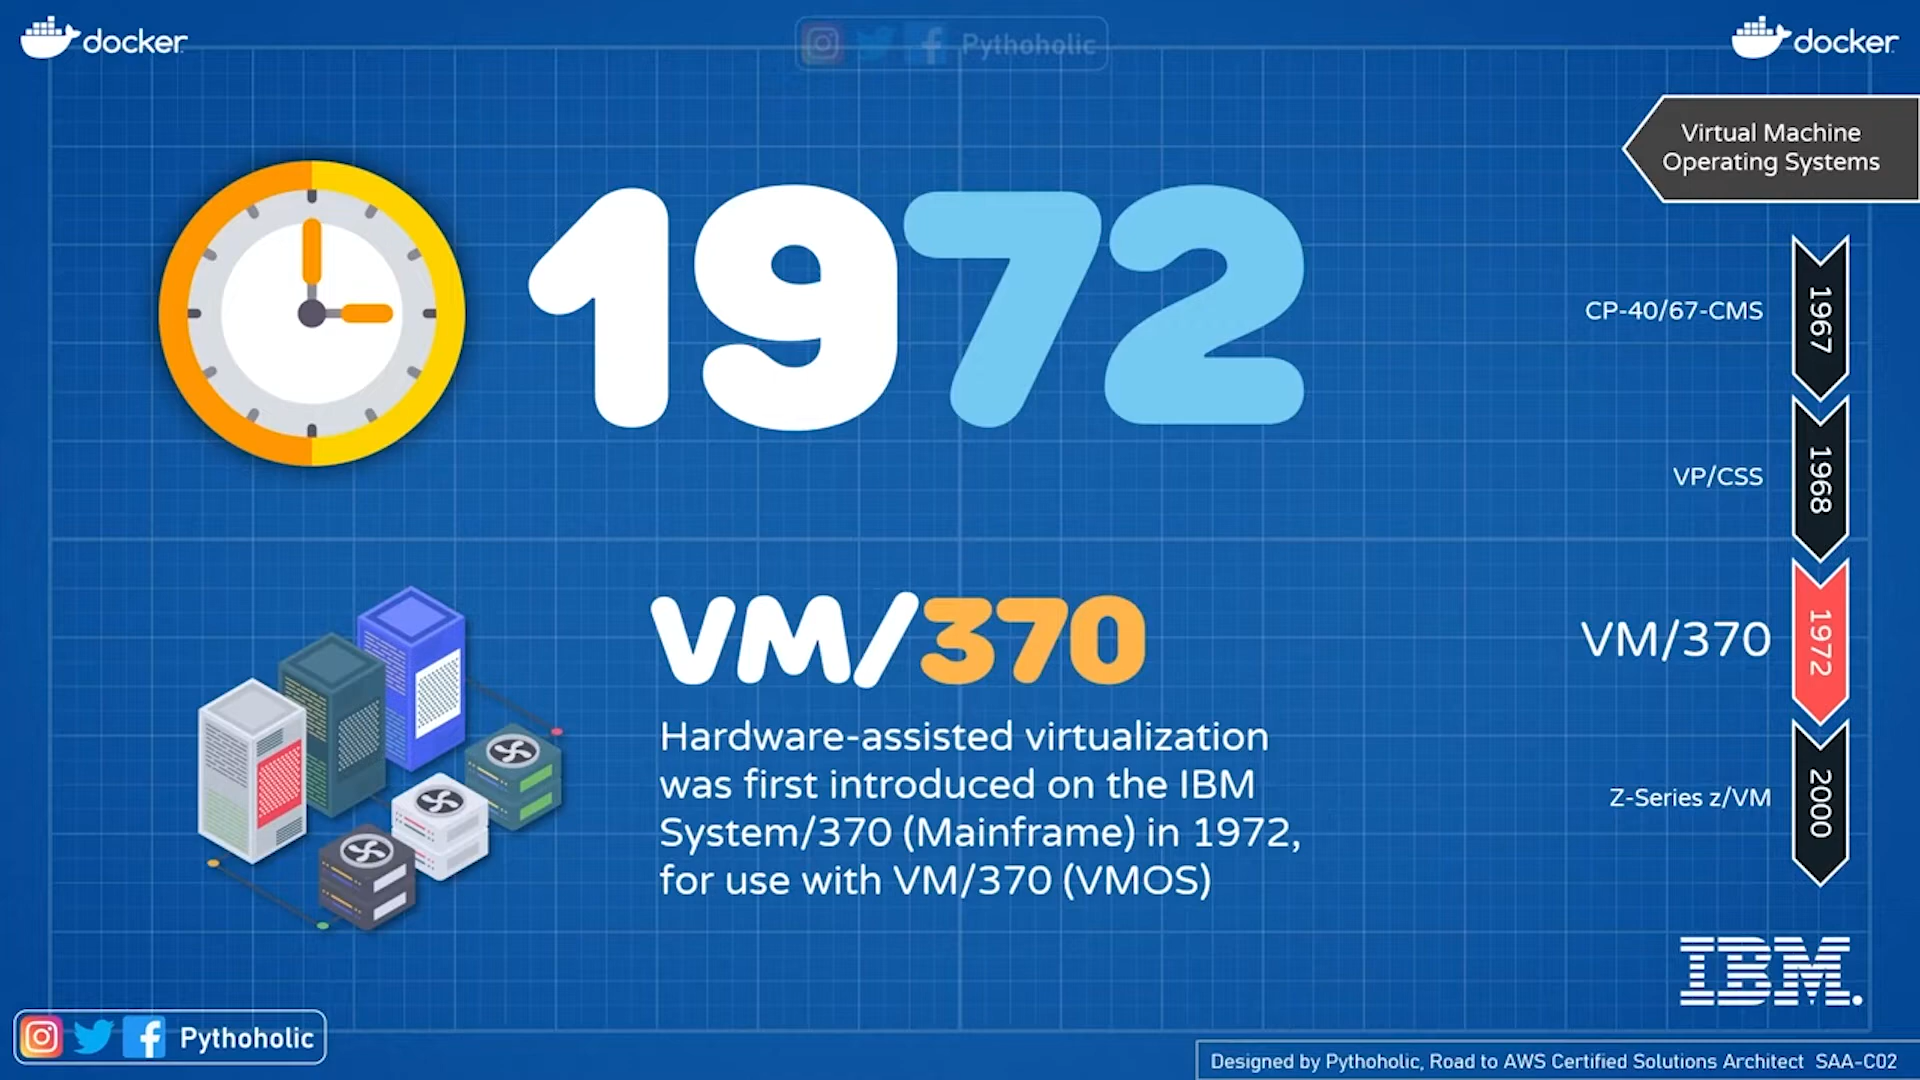 docker
Pythoholic
docker
Virtual Machine
Operating Systems
1972
CP-40/67-CMS
1967
VP/CSS
1968
VM/370
1972
Z-Series z/VM
2000
VM/370
Hardware-assisted virtualization
was first introduced on the IBM
System/370 (Mainframe) in 1972,
for use with VM/370 (VMOS)
IBM.
Pythoholic
Designed by Pythoholic, Road to AWS Certified Solutions Architect SAA-C02